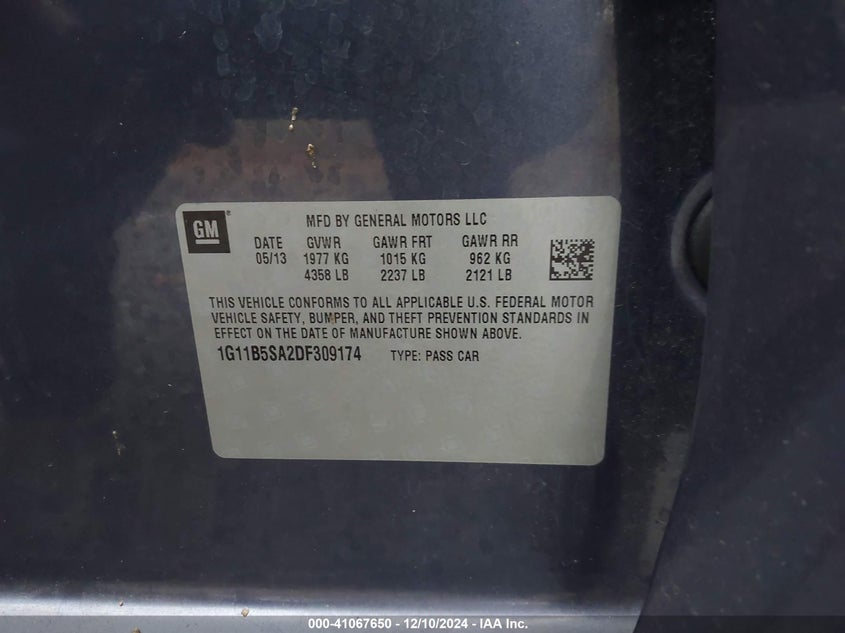 GM
MFD BY GENERAL MOTORS LLC
DATE GVWR GAWR FRT GAWR RR
05/13 1977 KG 1015 KG 962 KG
4358 LB 2237 LB 2121 LB
THIS VEHICLE CONFORMS TO ALL APPLICABLE U.S. FEDERAL MOTOR
VEHICLE SAFETY, BUMPER, AND THEFT PREVENTION STANDARDS IN
EFFECT ON THE DATE OF MANUFACTURE SHOWN ABOVE.
1G11B5SA2DF309174 TYPE: PASS CAR
000-41067650 - 12/10/2024 - IAA Inc.